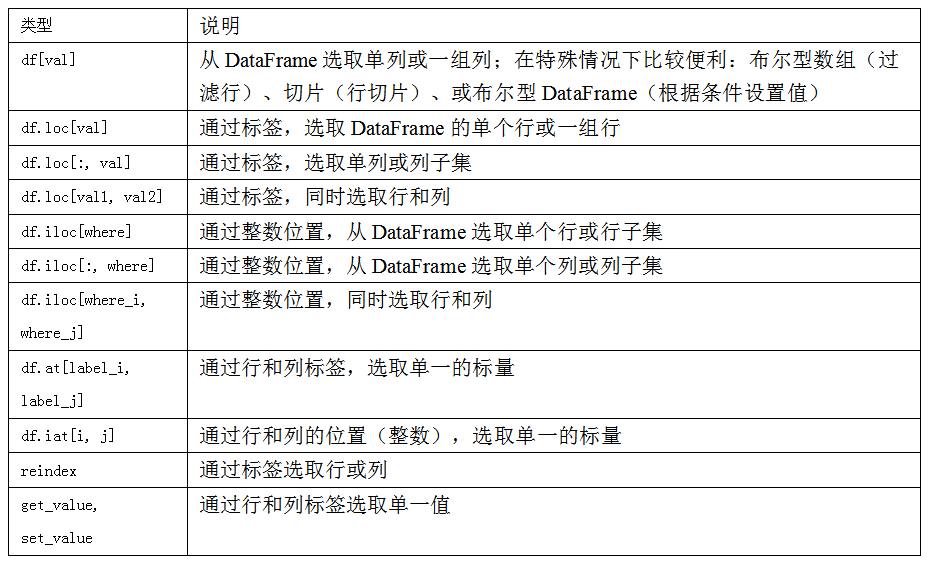 类型 说明
df[val] 从 DataFrame 选取单列或一组列；在特殊情况下比较便利：布尔型数组（过
滤行）、切片（行切片）、或布尔型 DataFrame（根据条件设置值）
df.loc[val] 通过标签，选取 DataFrame 的单个行或一组行
df.loc[:, val] 通过标签，选取单列或列子集
df.loc[val1, val2] 通过标签，同时选取行和列
df.iloc[where] 通过整数位置，从 DataFrame 选取单个行或行子集
df.iloc[:, where] 通过整数位置，从 DataFrame 选取单个列或列子集
df.iloc[where_i, 通过整数位置，同时选取行和列
where_j]
df.at[label_i, 通过行和列标签，选取单一的标量
label_j]
df.iat[i, j] 通过行和列的位置（整数），选取单一的标量
reindex 通过标签选取行或列
get_value, 通过行和列标签选取单一值
set_value